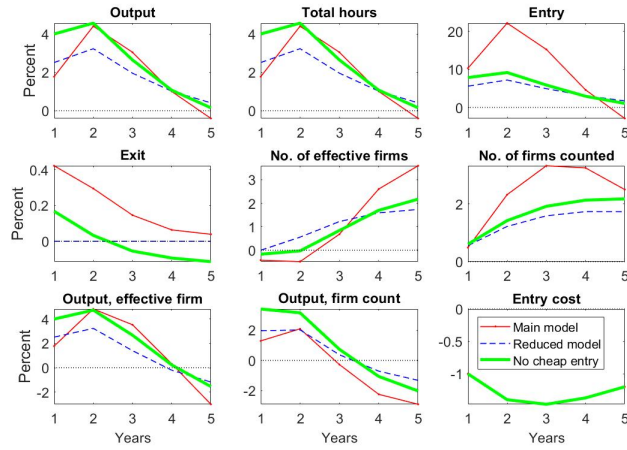 Output
Total hours
Entry
Percent
4
2
0
1 2 3 4 5
4
2
0
1 2 3 4 5
20
10
0
1 2 3 4 5
Exit
No. of effective firms
No. of firms counted
Percent
0.4
0.2
0
1 2 3 4 5
3
2
1
0
1 2 3 4 5
2
0
1 2 3 4 5
Output, effective firm
Output, firm count
Entry cost
Percent
4
2
0
-2
1 2 3 4 5
Years
2
0
-2
1 2 3 4 5
Years
0
-0.5
-1
Main model
Reduced model
No cheap entry
1 2 3 4 5
Years